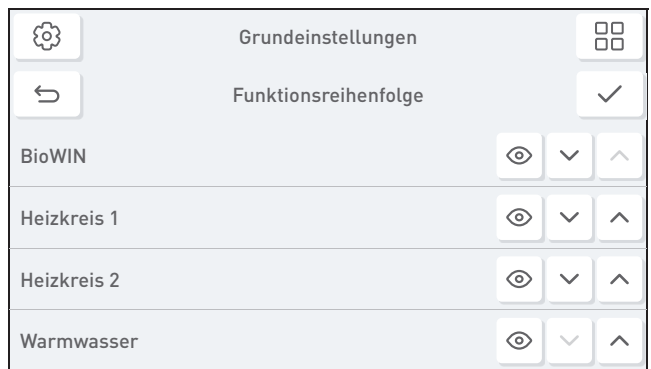 Grundeinstellungen
Funktionsreihenfolge
BioWIN
Heizkreis 1
Heizkreis 2
Warmwasser